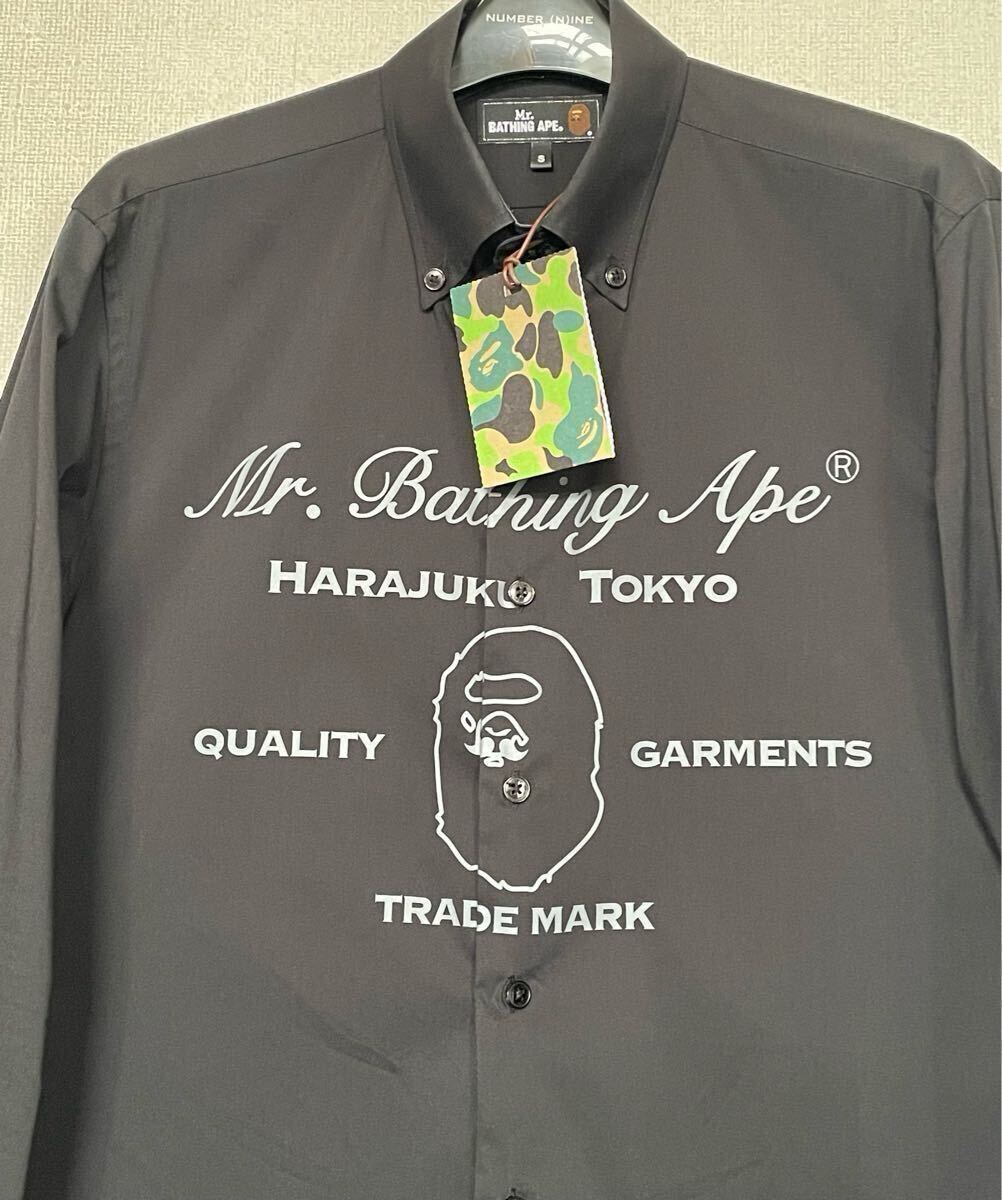 NUMBER (N)INE
Mr.
BATHING APE®
S
Mr. Bathing Ape®
HARAJUKU TOKYO
QUALITY GARMENTS
TRADE MARK